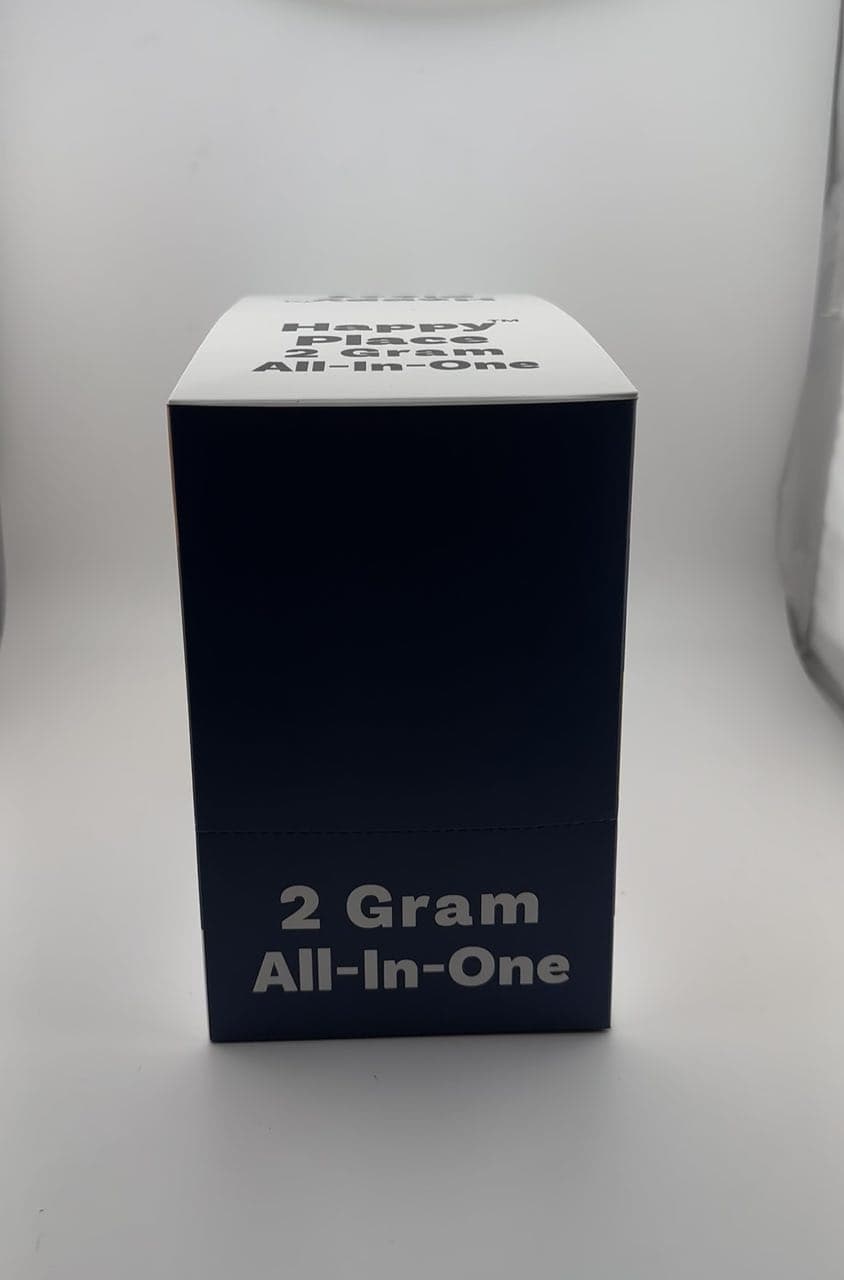 Happy™
Place
2 Gram
All-In-One
2 Gram
All-In-One